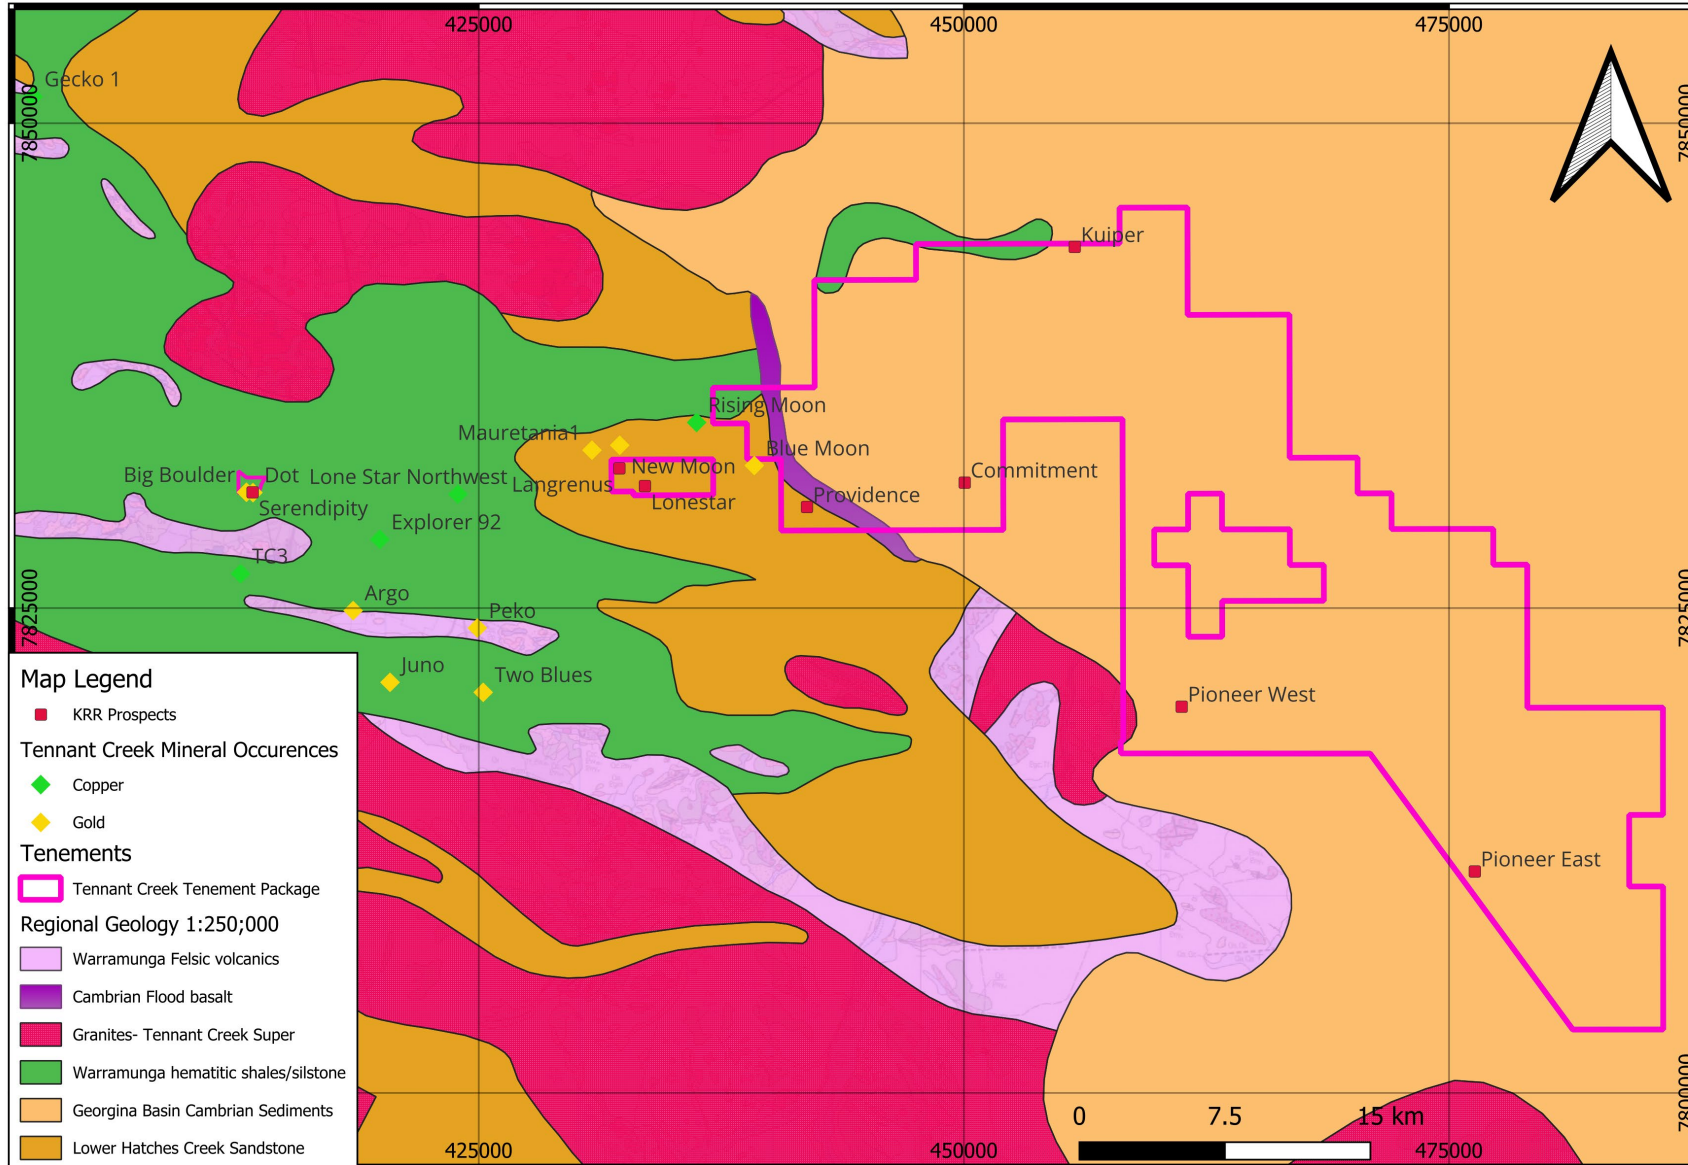 425000
450000
475000
Gecko 1
7850000
7850000
Kuiper
Rising Moon
Mauretania1
Blue Moon
New Moon
Commitment
Big Boulder
Dot
Lone Star Northwest
Langrenus
Lonestar
Providence
Serendipity
Explorer 92
TC3
Argo
Peko
7825000
7825000
Juno
Two Blues
Pioneer West
Pioneer East
Map Legend
KRR Prospects
Tennant Creek Mineral Occurences
Copper
Gold
Tenements
Tennant Creek Tenement Package
Regional Geology 1:250;000
Warramunga Felsic volcanics
Cambrian Flood basalt
Granites- Tennant Creek Super
Warramunga hematitic shales/silstone
Georgina Basin Cambrian Sediments
Lower Hatches Creek Sandstone
7800000
0 7.5 15 km
425000
450000
475000